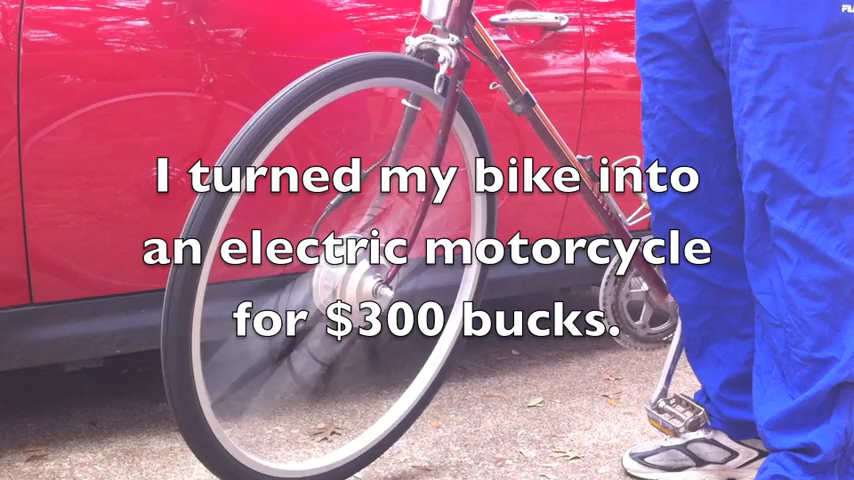 I turned my bike into
an electric motorcycle
for $300 bucks.